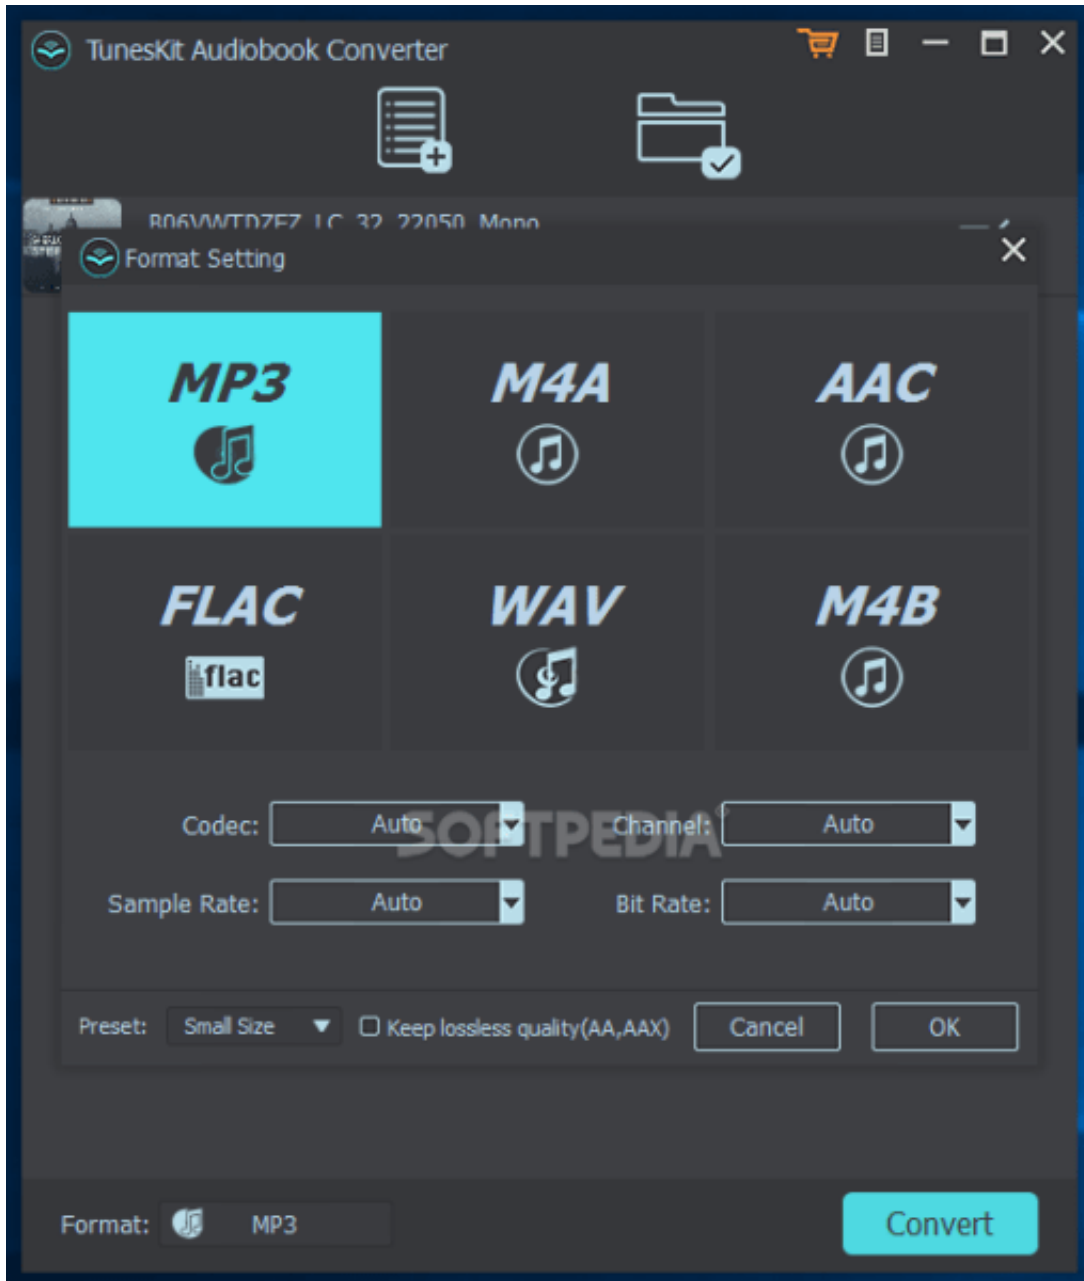 TunesKit Audiobook Converter
B06VWTDZFZ_LC_32_22050_Mono
Format Setting
MP3 M4A AAC
FLAC WAV M4B
flac
Codec: Auto Channel: Auto
SOFTPEDIA
Sample Rate: Auto Bit Rate: Auto
Preset: Small Size Keep lossless quality(AA,AAX) Cancel OK
Format: MP3 Convert